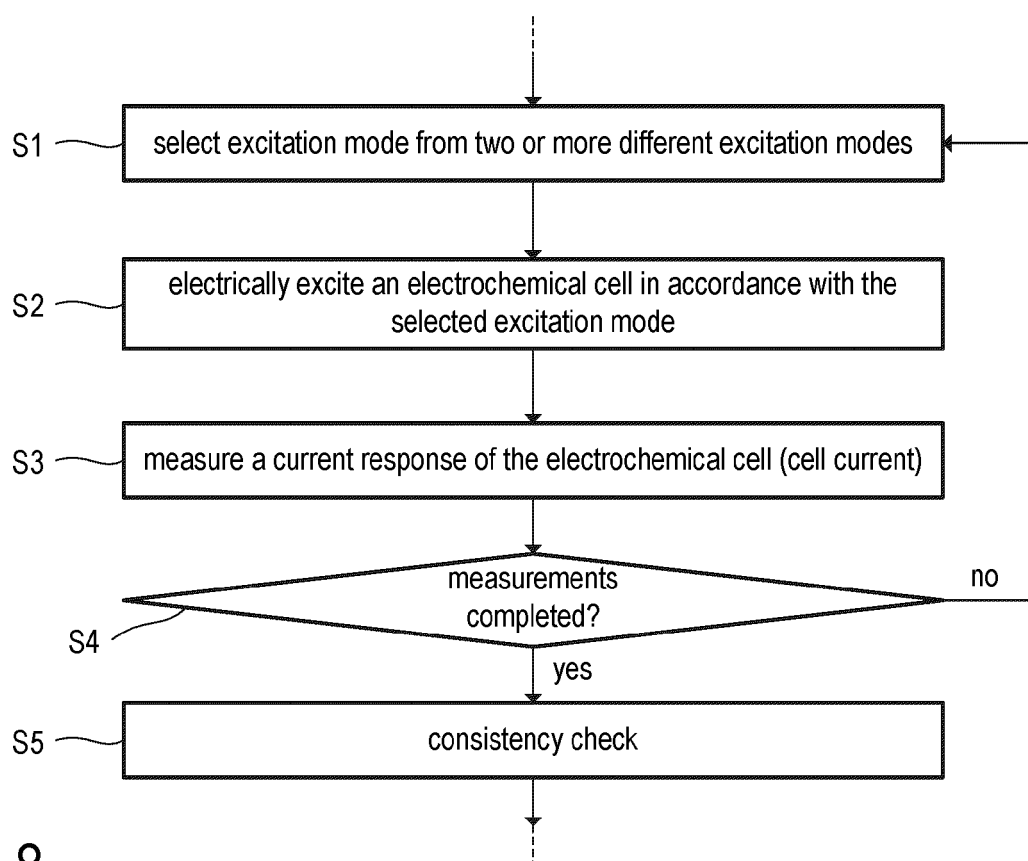 S1
select excitation mode from two or more different excitation modes
S2
electrically excite an electrochemical cell in accordance with the
selected excitation mode
S3
measure a current response of the electrochemical cell (cell current)
measurements
completed?
no
S4
yes
S5
consistency check